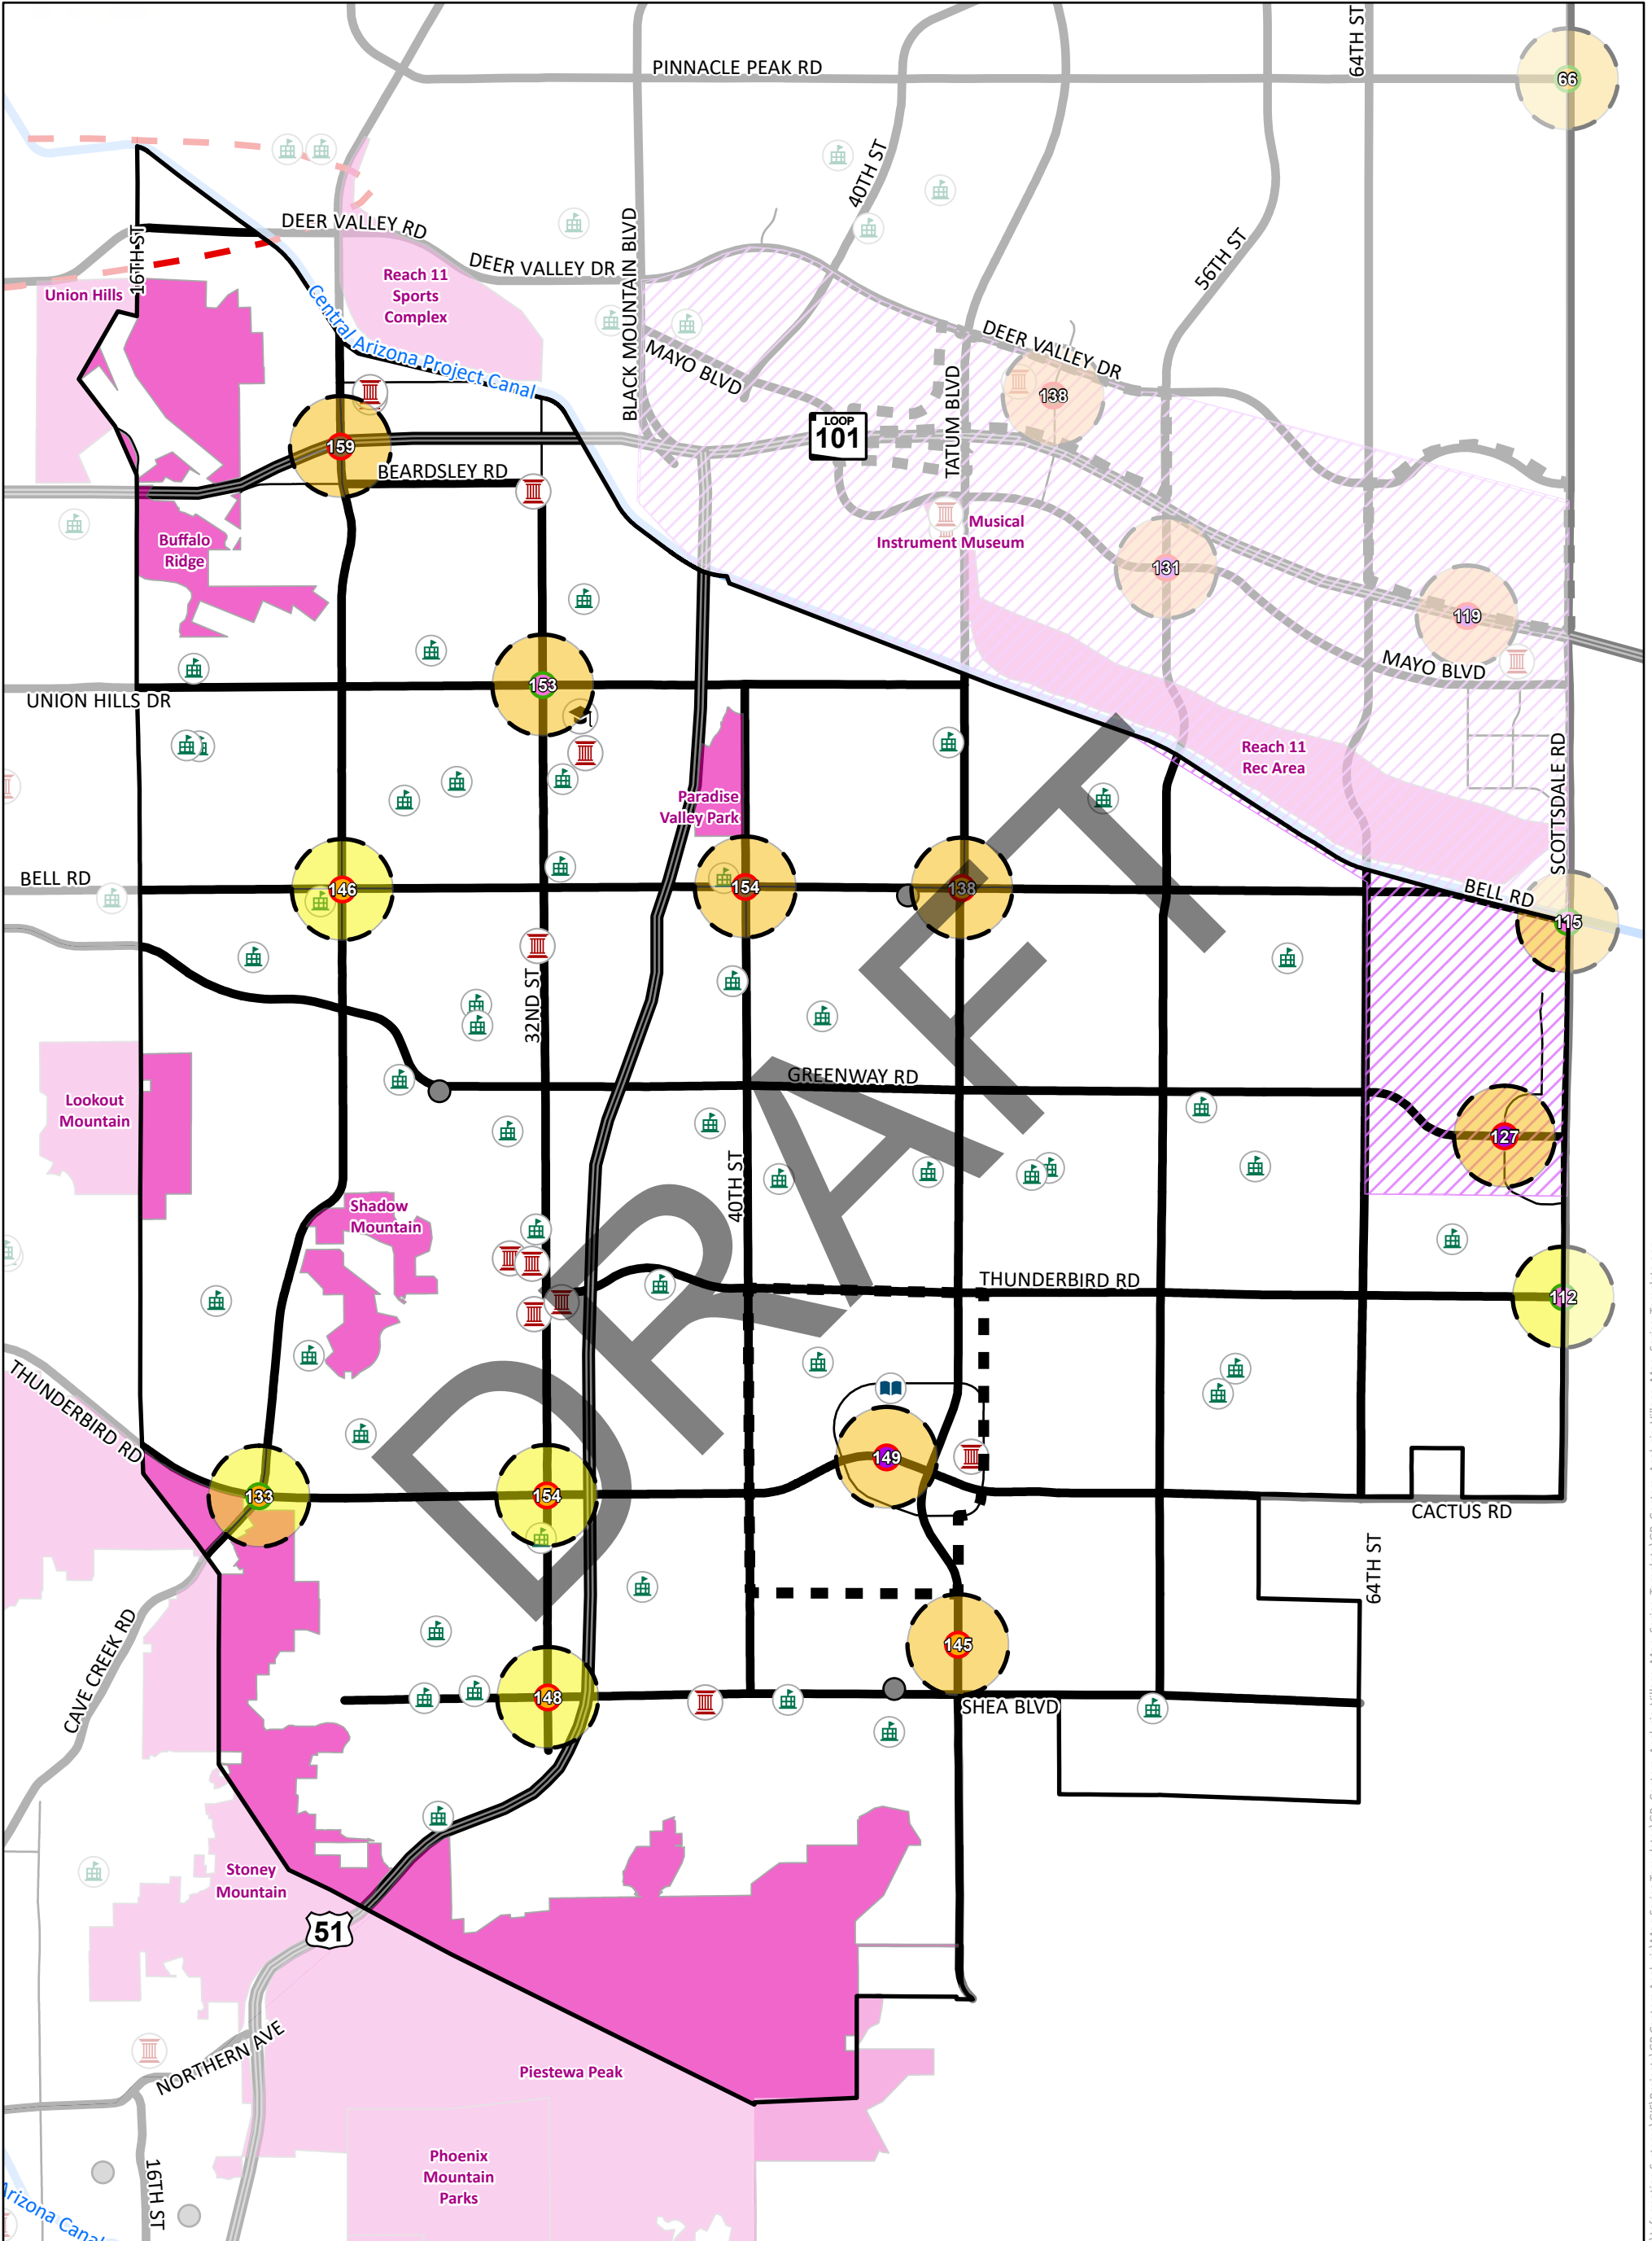 PINNACLE PEAK RD
64TH ST
66
40TH ST
DEER VALLEY RD
16TH ST
BLACK MOUNTAIN BLVD
56TH ST
DEER VALLEY DR
Reach 11
Sports
Complex
Union Hills
Central Arizona Project Canal
MAYO BLVD
DEER VALLEY DR
TATUM BLVD
138
LOOP
101
159
BEARDSLEY RD
Musical
Instrument Museum
Buffalo
Ridge
131
119
MAYO BLVD
153
UNION HILLS DR
Reach 11
Rec Area
SCOTTSDALE RD
Paradise
Valley Park
BELL RD
146
154
138
BELL RD
115
32ND ST
DRAFT
GREENWAY RD
Lookout
Mountain
127
40TH ST
Shadow
Mountain
THUNDERBIRD RD
112
THUNDERBIRD RD
149
133
154
CACTUS RD
64TH ST
CAVE CREEK RD
145
148
SHEA BLVD
Stoney
Mountain
51
NORTHERN AVE
Piestewa Peak
Phoenix
Mountain
Parks
16TH ST
Arizona Canal